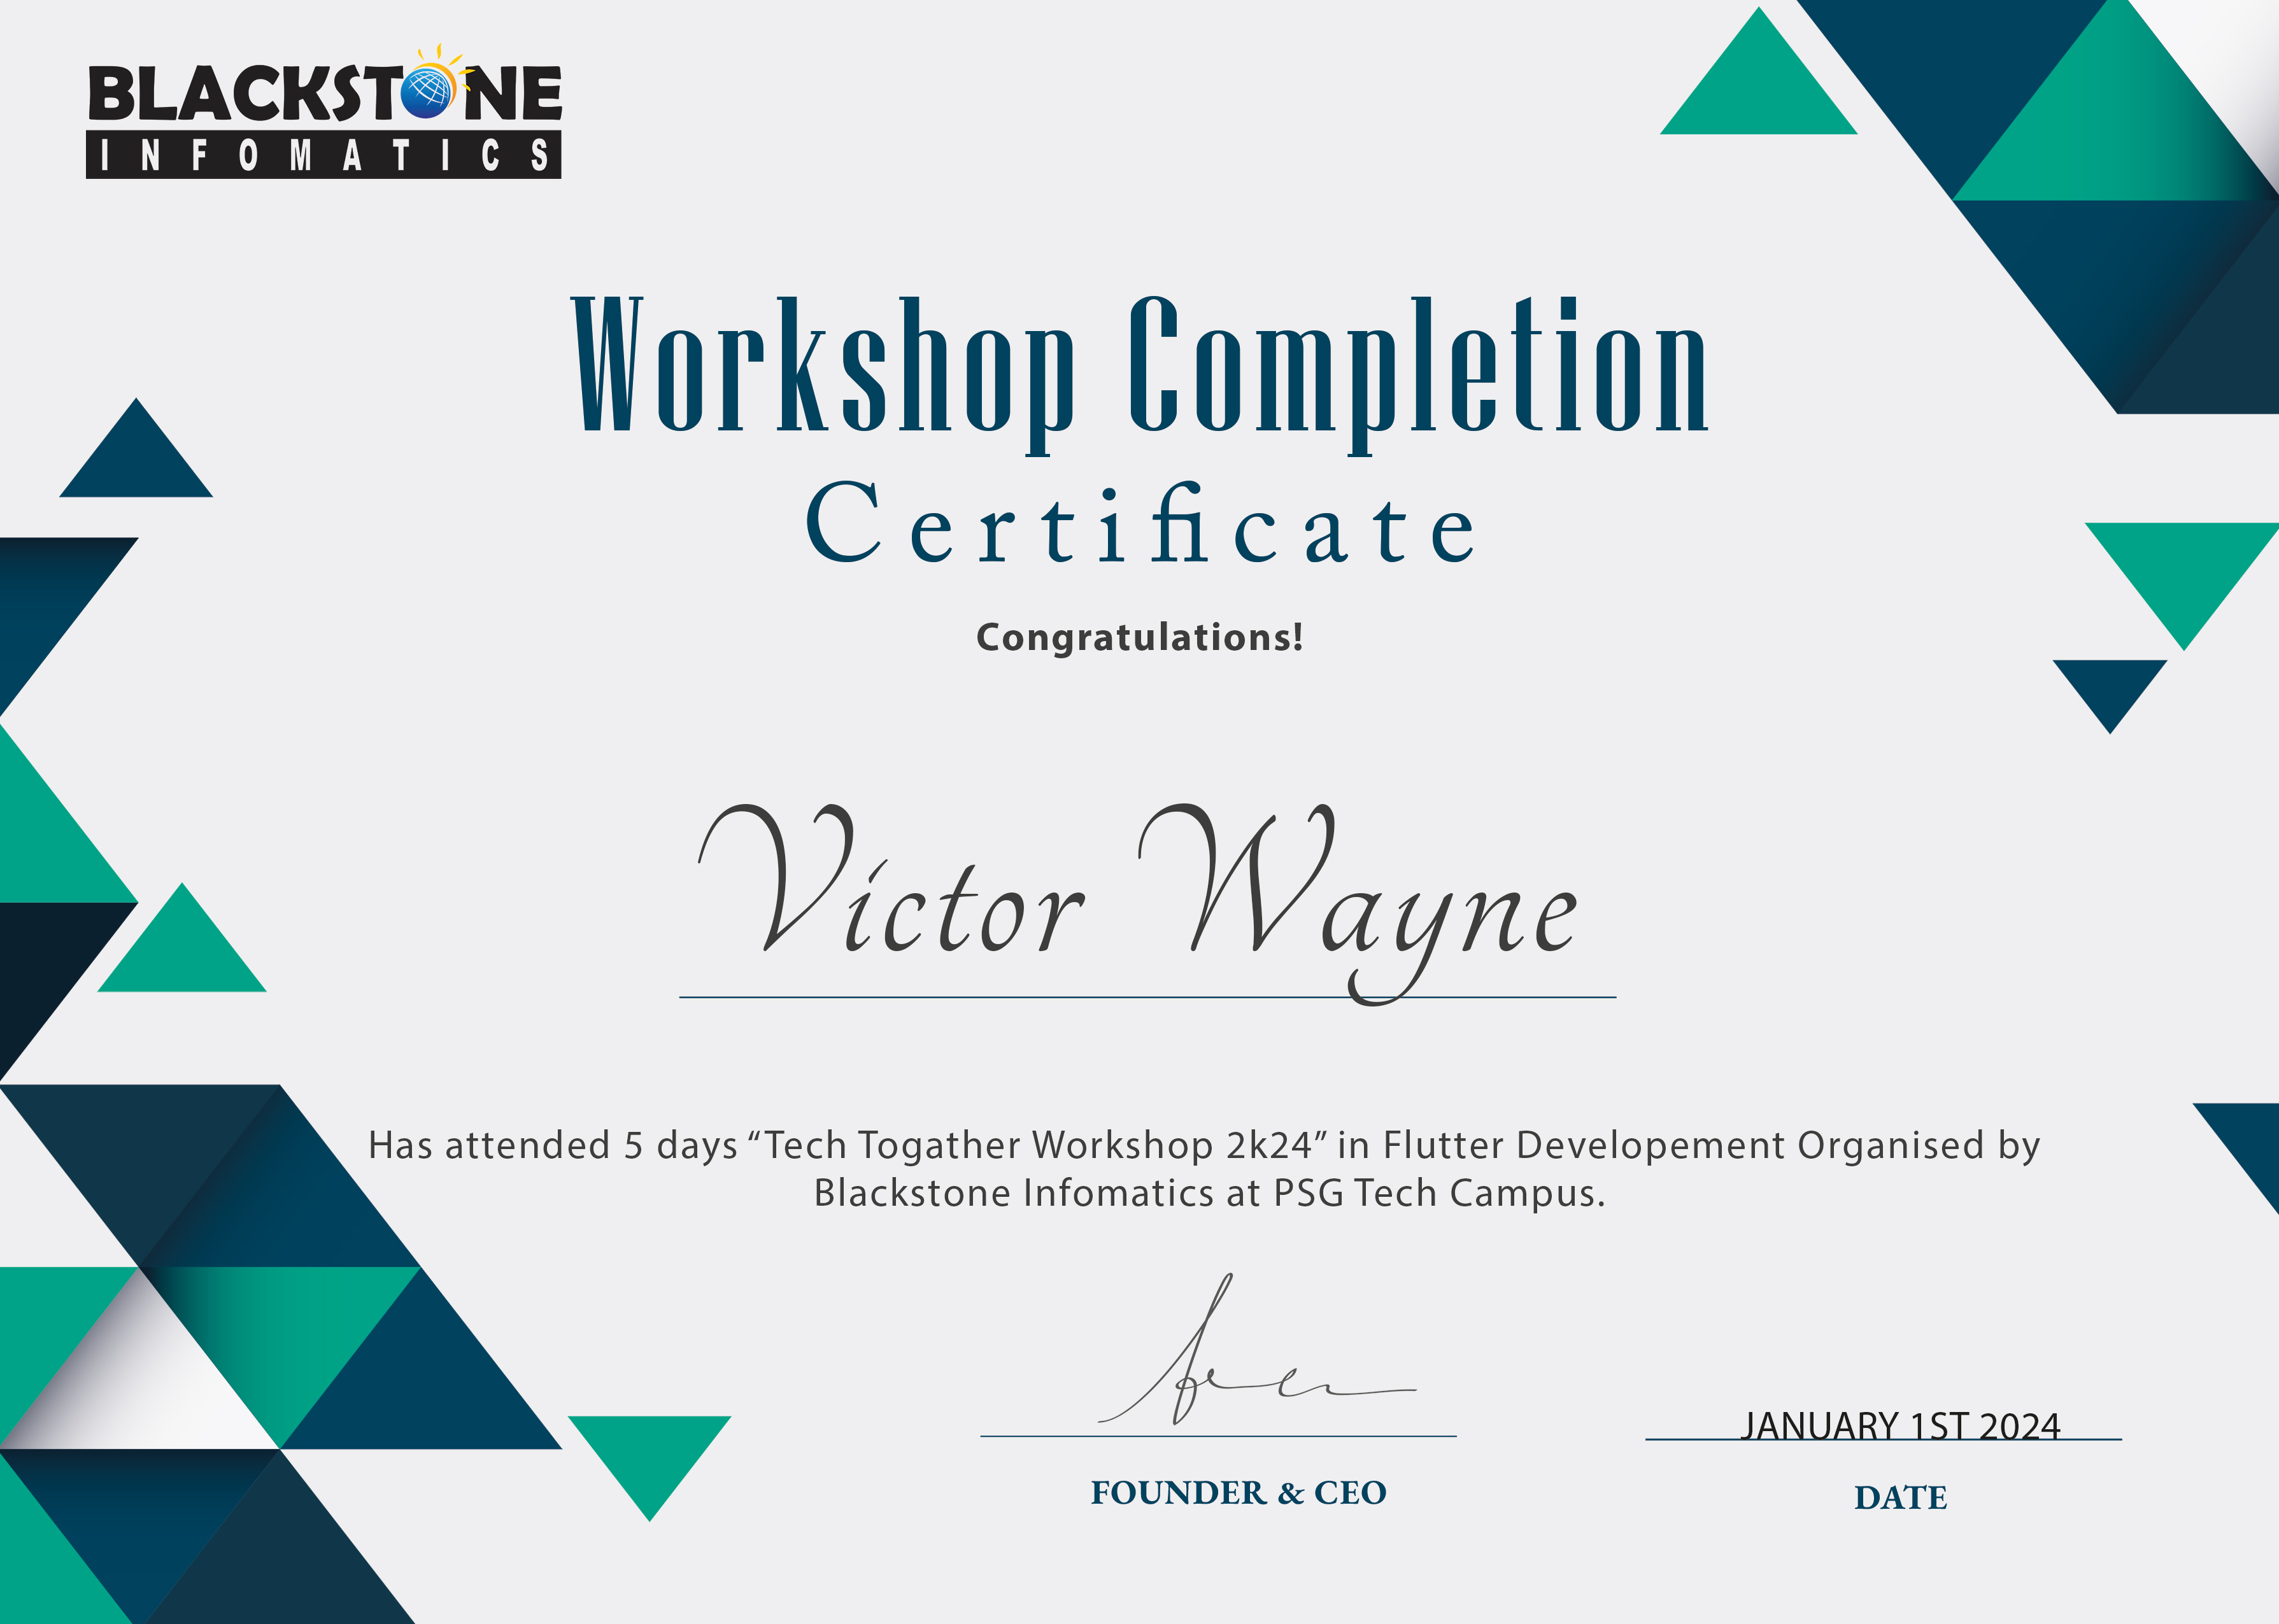 BLACKSTONE
INFOMATICS
Workshop Completion
Certificate
Congratulations!
Victor Wayne
Has attended 5 days “Tech Togather Workshop 2k24” in Flutter Developement Organised by
Blackstone Infomatics at PSG Tech Campus.
JANUARY 1ST 2024
FOUNDER & CEO
DATE